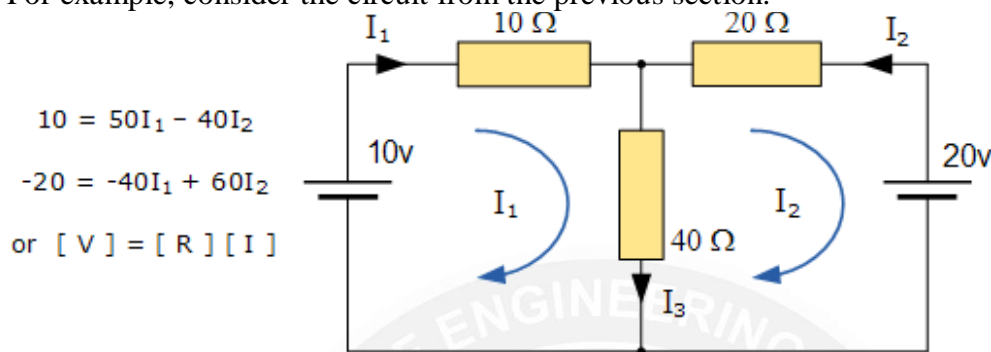 For example, consider the circuit from the previous section.
I₁ 10 Ω 20 Ω I₂
10 = 50I₁ – 40I₂
10v 20v
-20 = -40I₁ + 60I₂
I₁ I₂
or [ V ] = [ R ] [ I ]
40 Ω
I₃
E ENGINEERING